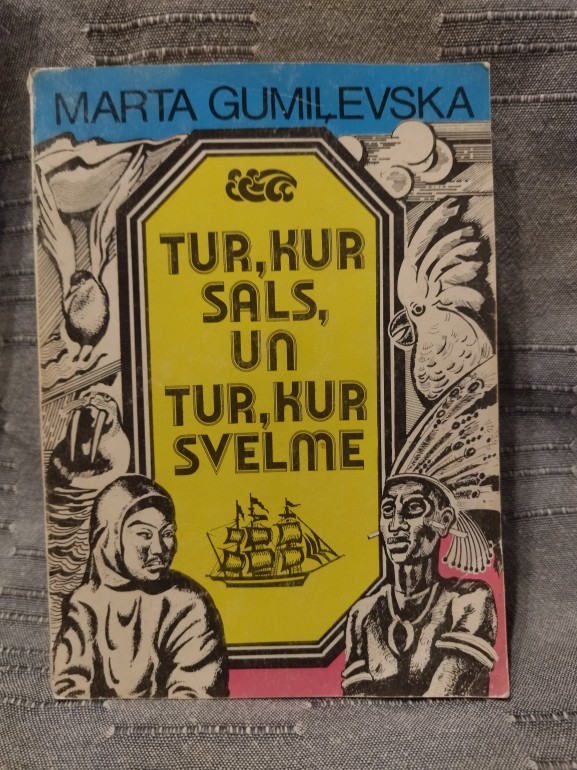 MARTA GUMIĻEVSKA
TUR, KUR
SALS,
UN
TUR, KUR
SVELME